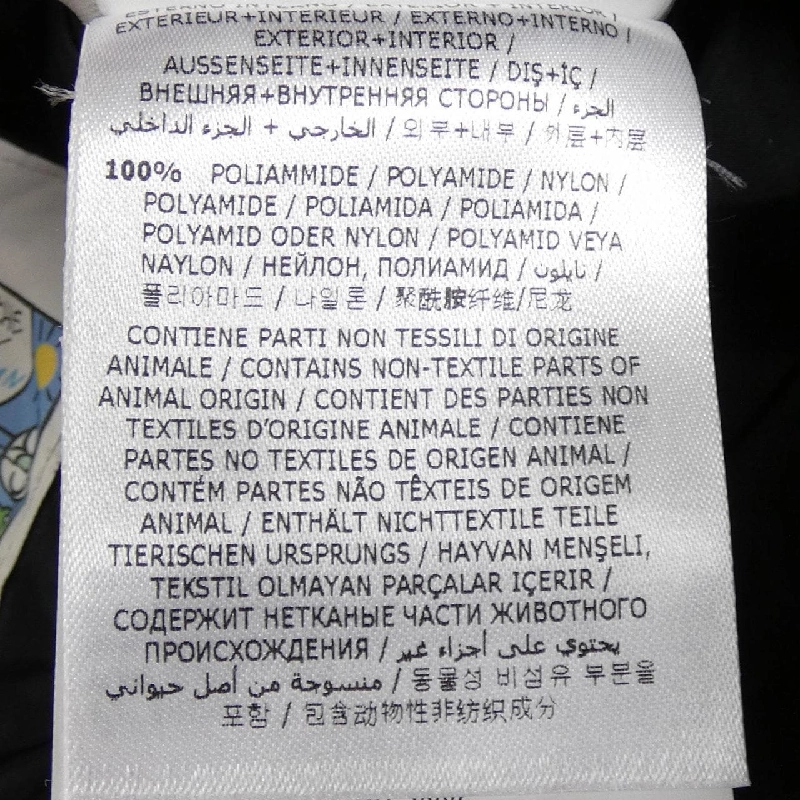 EXTERIEUR+INTERIEUR / EXTERNO+INTERNO /
EXTERIOR+INTERIOR /
AUSSENSEITE+INNENSEITE / DIŞ+İÇ /
ВНЕШНЯЯ+ВНУТРЕННЯЯ СТОРОНЫ / الجزء
الخارجي + الجزء الداخلي / 외부+내부 / 外层+内层
100% POLIAMMIDE / POLYAMIDE / NYLON /
POLYAMIDE / POLIAMIDA / POLIAMIDA /
POLYAMID ODER NYLON / POLYAMID VEYA
NAYLON / НЕЙЛОН, ПОЛИАМИД / نايلون /
폴리아마드 / 나일론 / 聚酰胺纤维/尼龙
CONTIENE PARTI NON TESSILI DI ORIGINE
ANIMALE / CONTAINS NON-TEXTILE PARTS OF
ANIMAL ORIGIN / CONTIENT DES PARTIES NON
TEXTILES D'ORIGINE ANIMALE / CONTIENE
PARTES NO TEXTILES DE ORIGEN ANIMAL /
CONTÉM PARTES NÃO TÊXTEIS DE ORIGEM
ANIMAL / ENTHÄLT NICHTTEXTILE TEILE
TIERISCHEN URSPRUNGS / HAYVAN MENŞELİ,
TEKSTIL OLMAYAN PARÇALAR IÇERIR /
СОДЕРЖИТ НЕТКАНЫЕ ЧАСТИ ЖИВОТНОГО
ПРОИСХОЖДЕНИЯ / يحتوي على أجزاء غير
منسوجة من أصل حيواني / 동물성 비섬유 부문을
포함 / 包含动物性非纺织成分